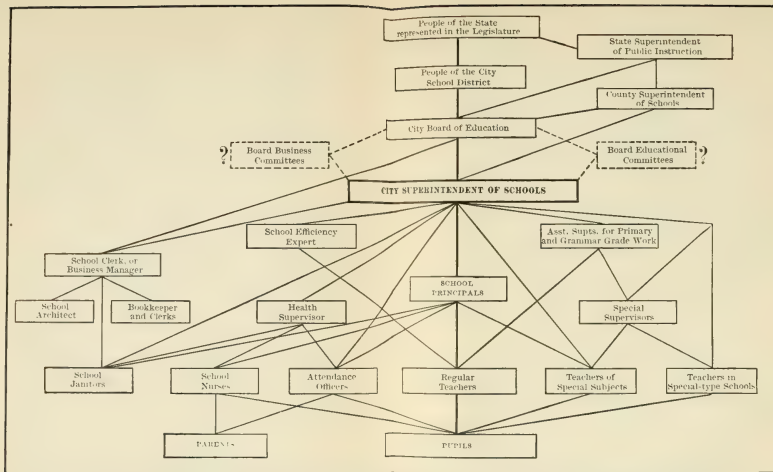 People of the State
represented in the Legislature
State Superintendent
of Public Instruction
People of the City
School District
County Superintendent
of Schools
City Board of Education
?
Board Business
Committees
Board Educational
Committees
?
CITY SUPERINTENDENT OF SCHOOLS
School Efficiency
Expert
Asst. Supts. for Primary
and Grammar Grade Work
School Clerk, or
Business Manager
SCHOOL
PRINCIPALS
School
Architect
Bookkeeper
and Clerks
Health
Supervisor
Special
Supervisors
School
Janitors
School
Nurses
Attendance
Officers
Regular
Teachers
Teachers of
Special Subjects
Teachers in
Special-type Schools
PARENTS
PUPILS